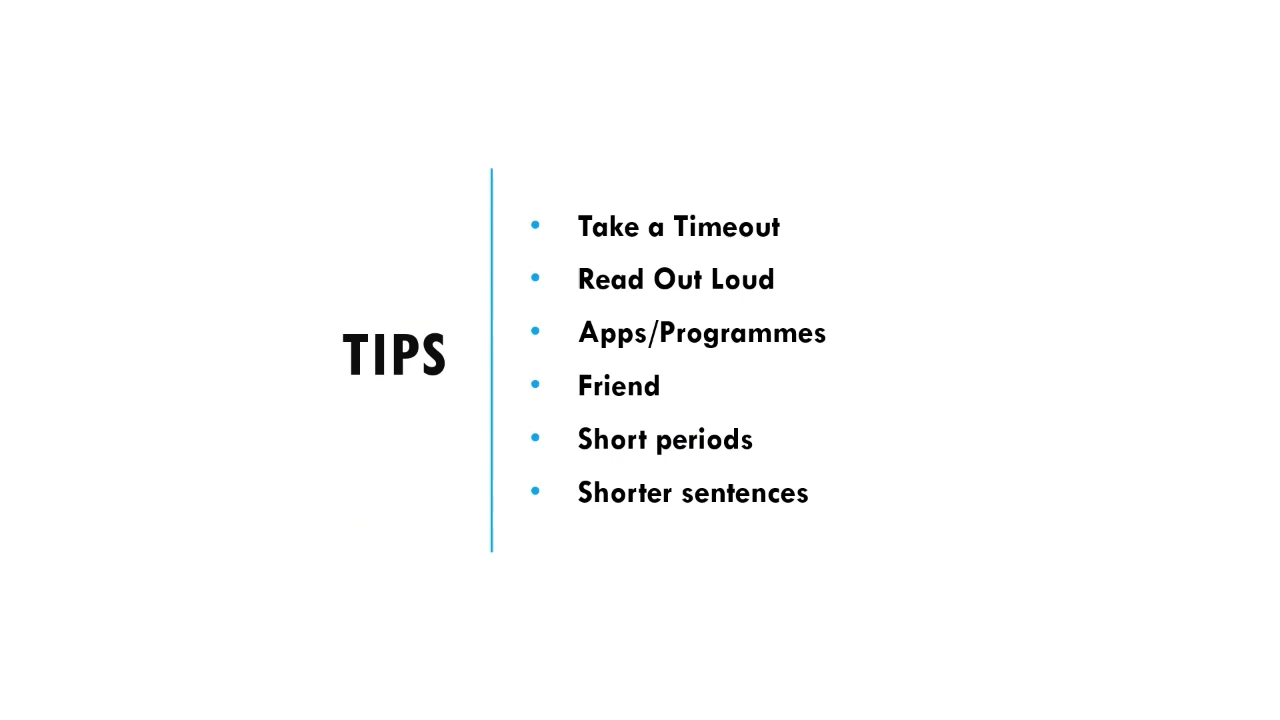 TIPS
• Take a Timeout
• Read Out Loud
• Apps/Programmes
• Friend
• Short periods
• Shorter sentences